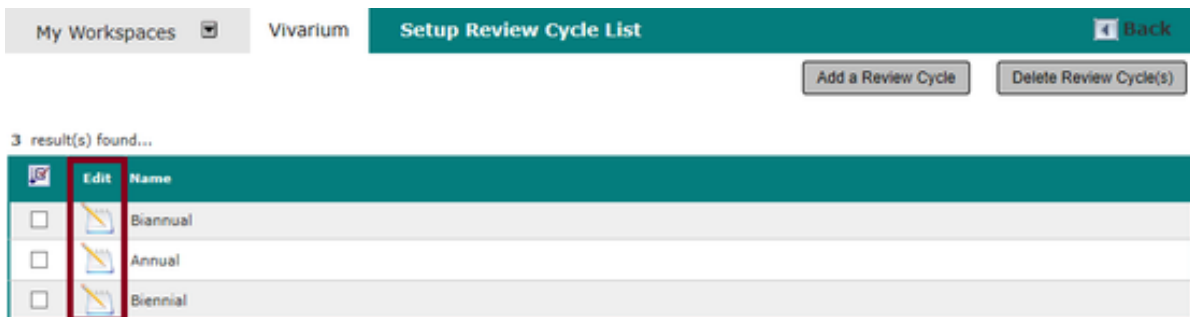 My Workspaces Vivarium Setup Review Cycle List Back
Add a Review Cycle Delete Review Cycle(s)
3 result(s) found...
Edit Name
Biannual
Annual
Biennial